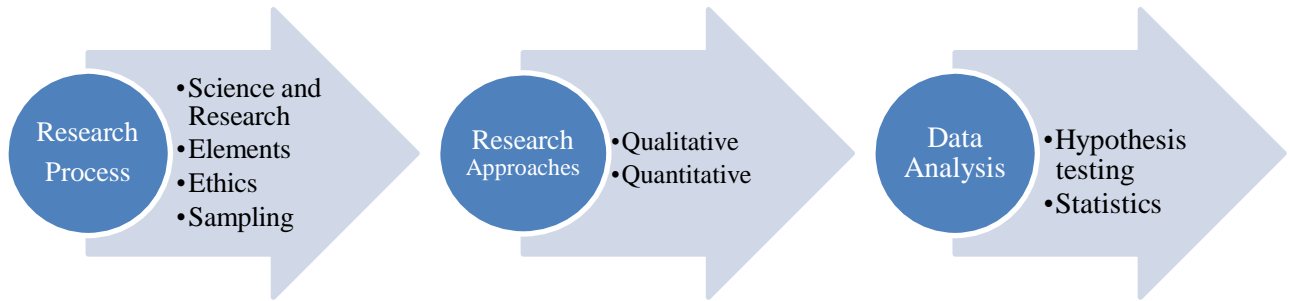 Research
Process
•Science and
Research
•Elements
•Ethics
•Sampling
Research
Approaches
•Qualitative
•Quantitative
Data
Analysis
•Hypothesis
testing
•Statistics